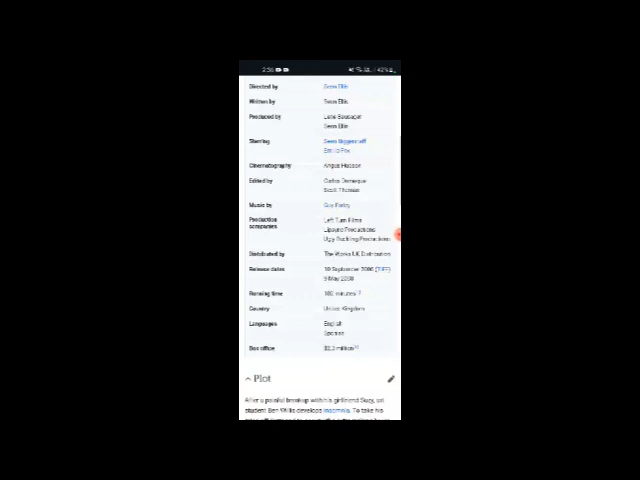 2:36
42%
Directed by Sean Ellis
Written by Sean Ellis
Produced by Lene Bausager
Sean Ellis
Starring Sean Biggerstaff
Emilia Fox
Cinematography Angus Hudson
Edited by Carlos Domeque
Scott Thomas
Music by Guy Farley
Production
companies
Left Turn Films
Lipsync Productions
Ugly Duckling Productions
Distributed by The Works UK Distribution
Release dates 10 September 2006 (TIFF)
9 May 2008
Running time 102 minutes
Country United Kingdom
Languages English
Spanish
Box office $2.2 million
Plot
After a painful breakup with his girlfriend Suzy, art
student Ben Willis develops insomnia. To take his